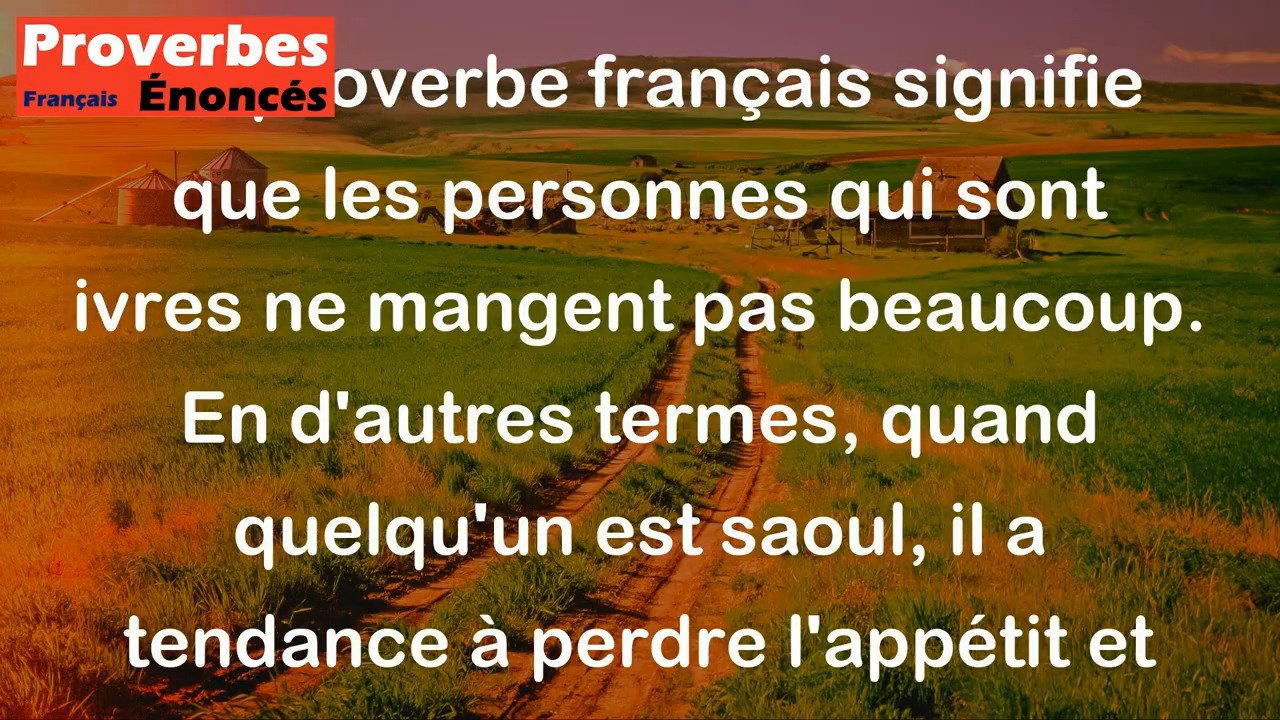 Proverbes
Français Énoncés
français signifie
que les personnes qui sont
ivres ne mangent pas beaucoup.
En d'autres termes, quand
quelqu'un est saoul, il a
tendance à perdre l'appétit et